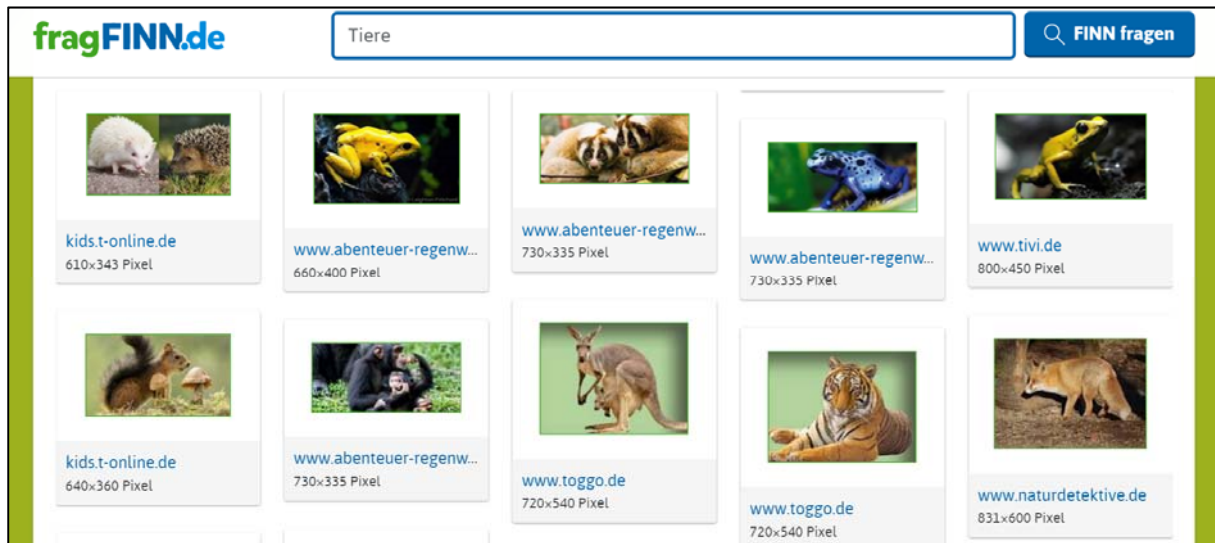 fragFINN.de
Tiere
FINN fragen
kids.t-online.de
610×343 Pixel
www.abenteuer-regenw...
660×400 Pixel
www.abenteuer-regenw...
730×335 Pixel
www.abenteuer-regenw...
730×335 Pixel
www.tivi.de
800×450 Pixel
kids.t-online.de
640×360 Pixel
www.abenteuer-regenw...
730×335 Pixel
www.toggo.de
720×540 Pixel
www.toggo.de
720×540 Pixel
www.naturdetektive.de
831×600 Pixel